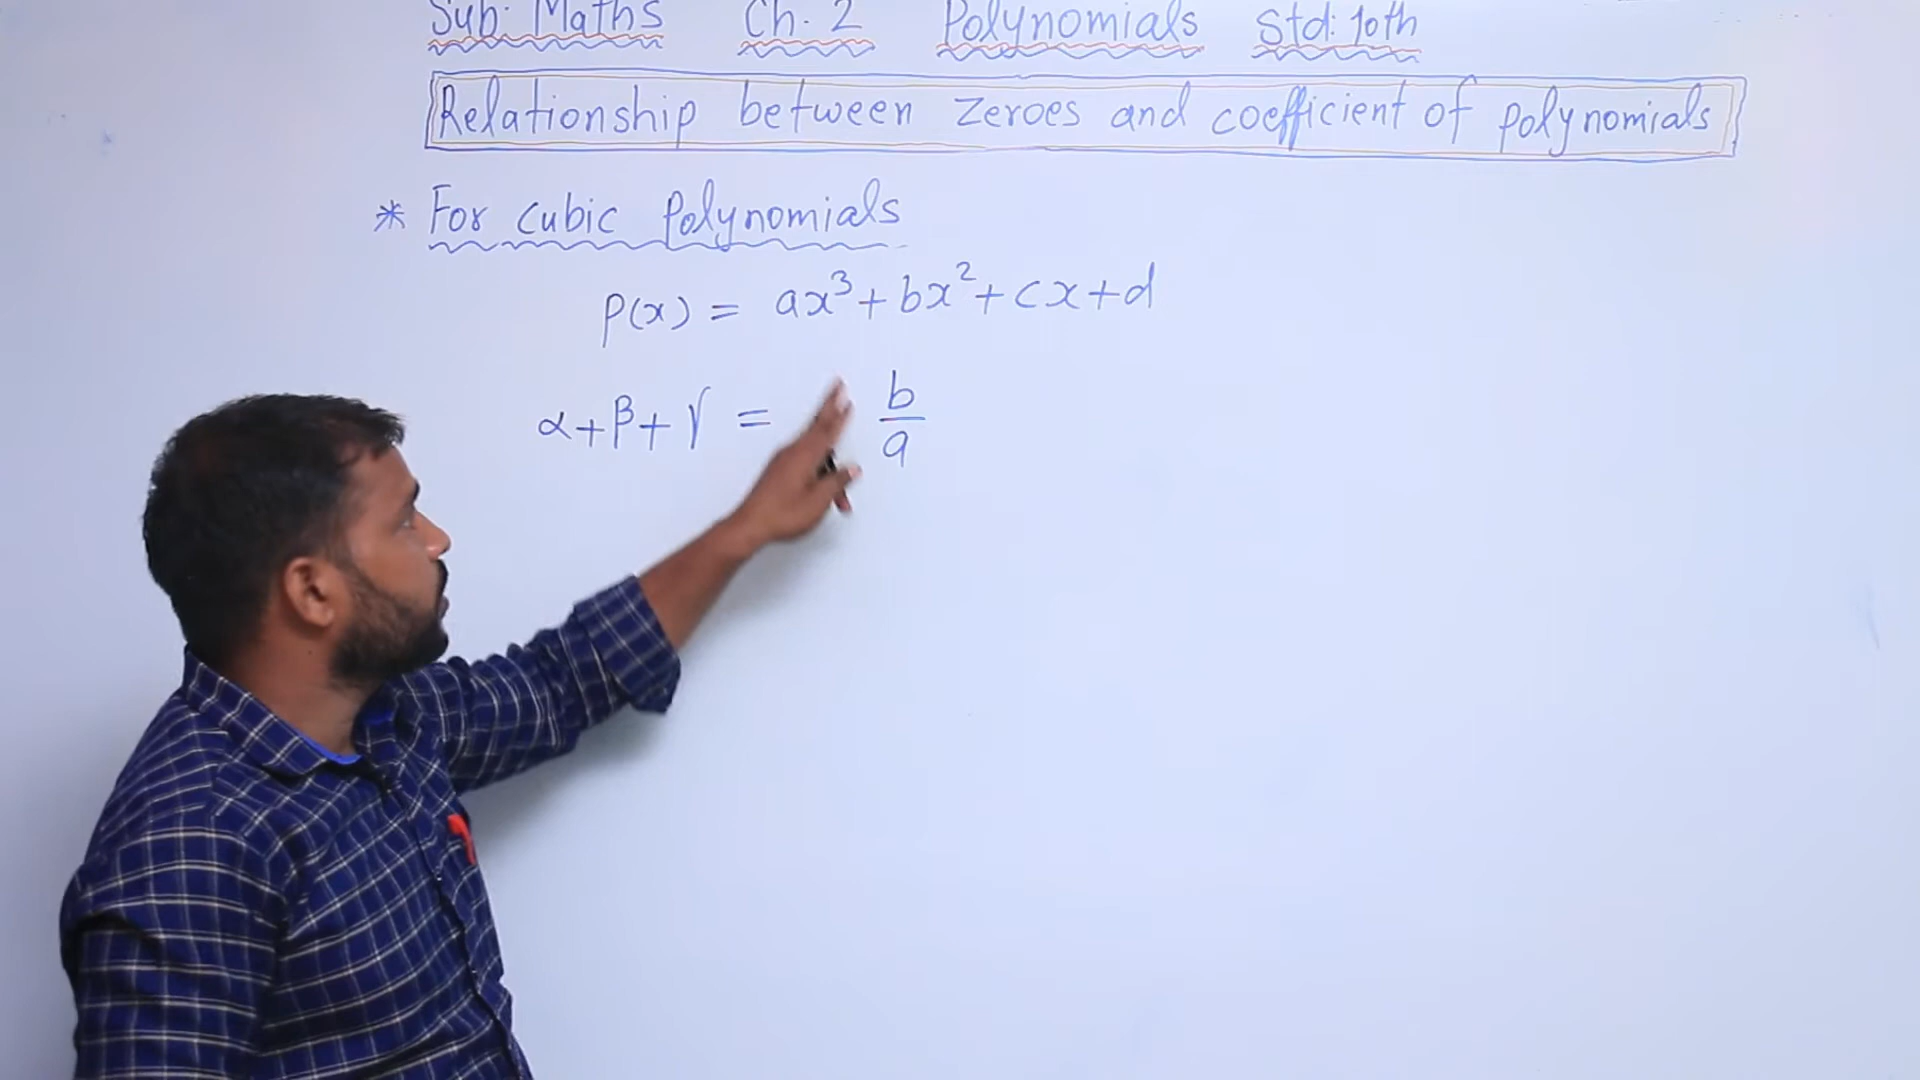 Sub: Maths Ch. 2 Polynomials Std: 10th
Relationship between zeroes and coefficient of polynomials
* For cubic Polynomials
P(x) = ax³ + bx² + cx + d
α + β + γ = b/a